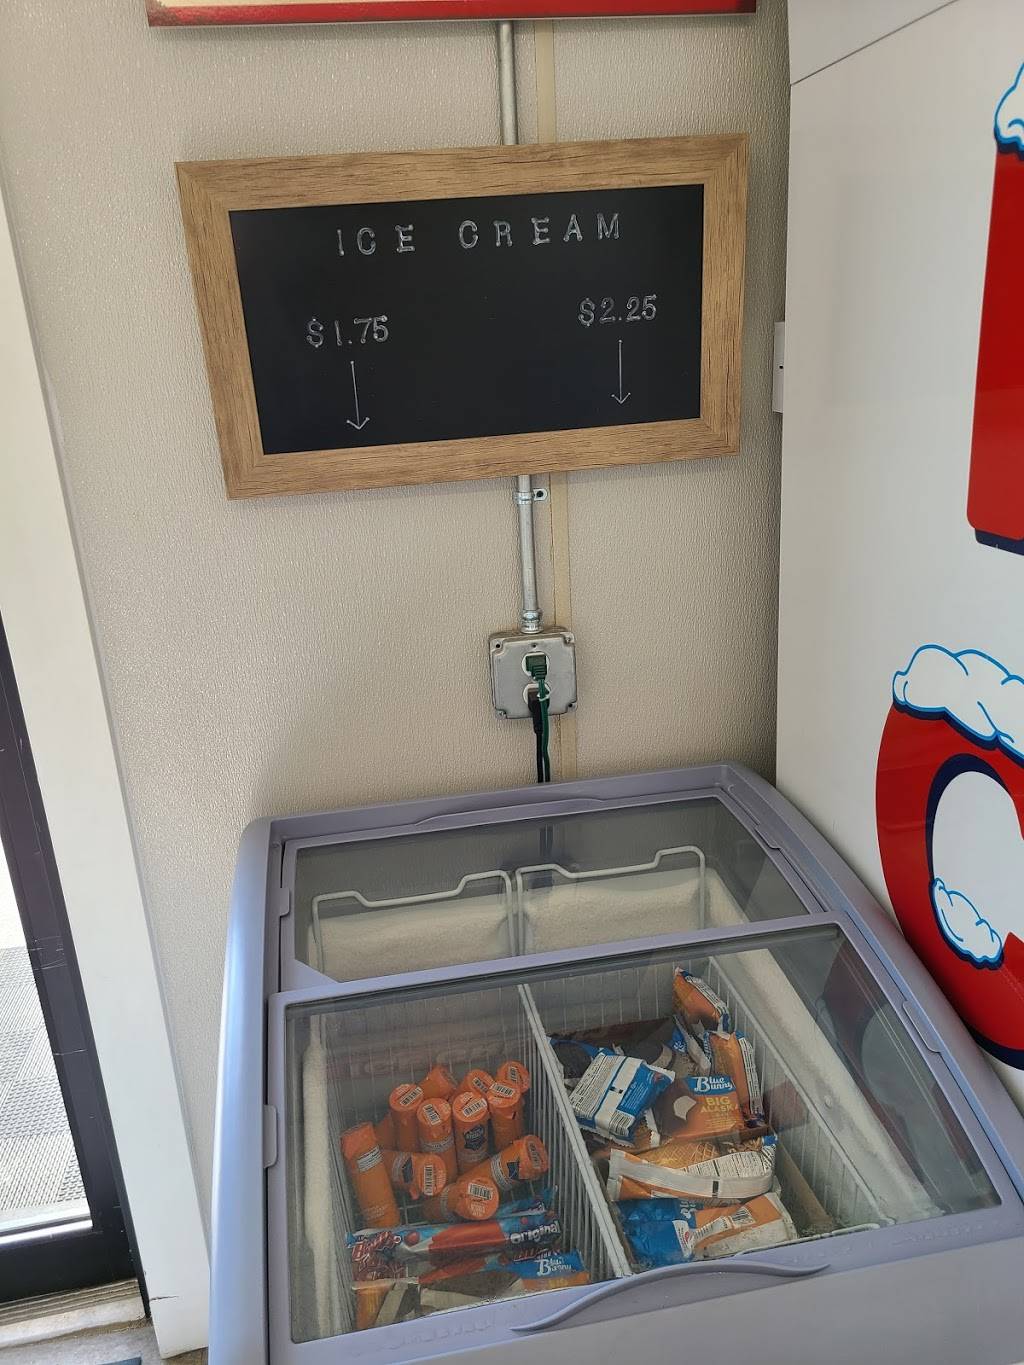 ICE CREAM
$1.75
$2.25
Blue
Bunny
BIG
ALASKA
Original
Blue
Bunny